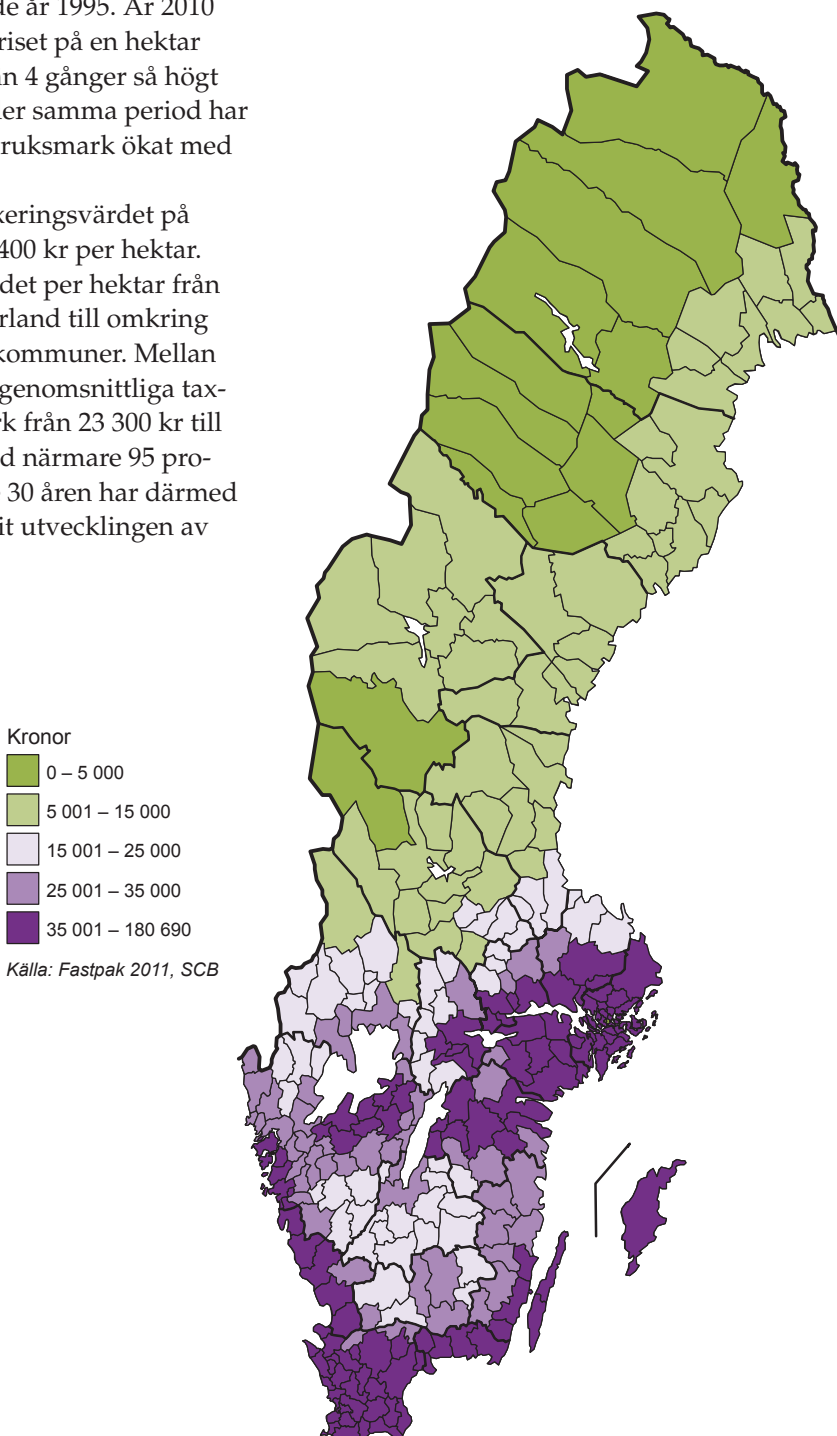 de år 1995. År 2010
riset på en hektar
n 4 gånger så högt
er samma period har
ruksmark ökat med
eringsvärdet på
400 kr per hektar.
det per hektar från
rland till omkring
kommuner. Mellan
genomsnittliga tax-
rk från 23 300 kr till
d närmare 95 pro-
30 åren har därmed
it utvecklingen av
Kronor
0 – 5 000
5 001 – 15 000
15 001 – 25 000
25 001 – 35 000
35 001 – 180 690
Källa: Fastpak 2011, SCB